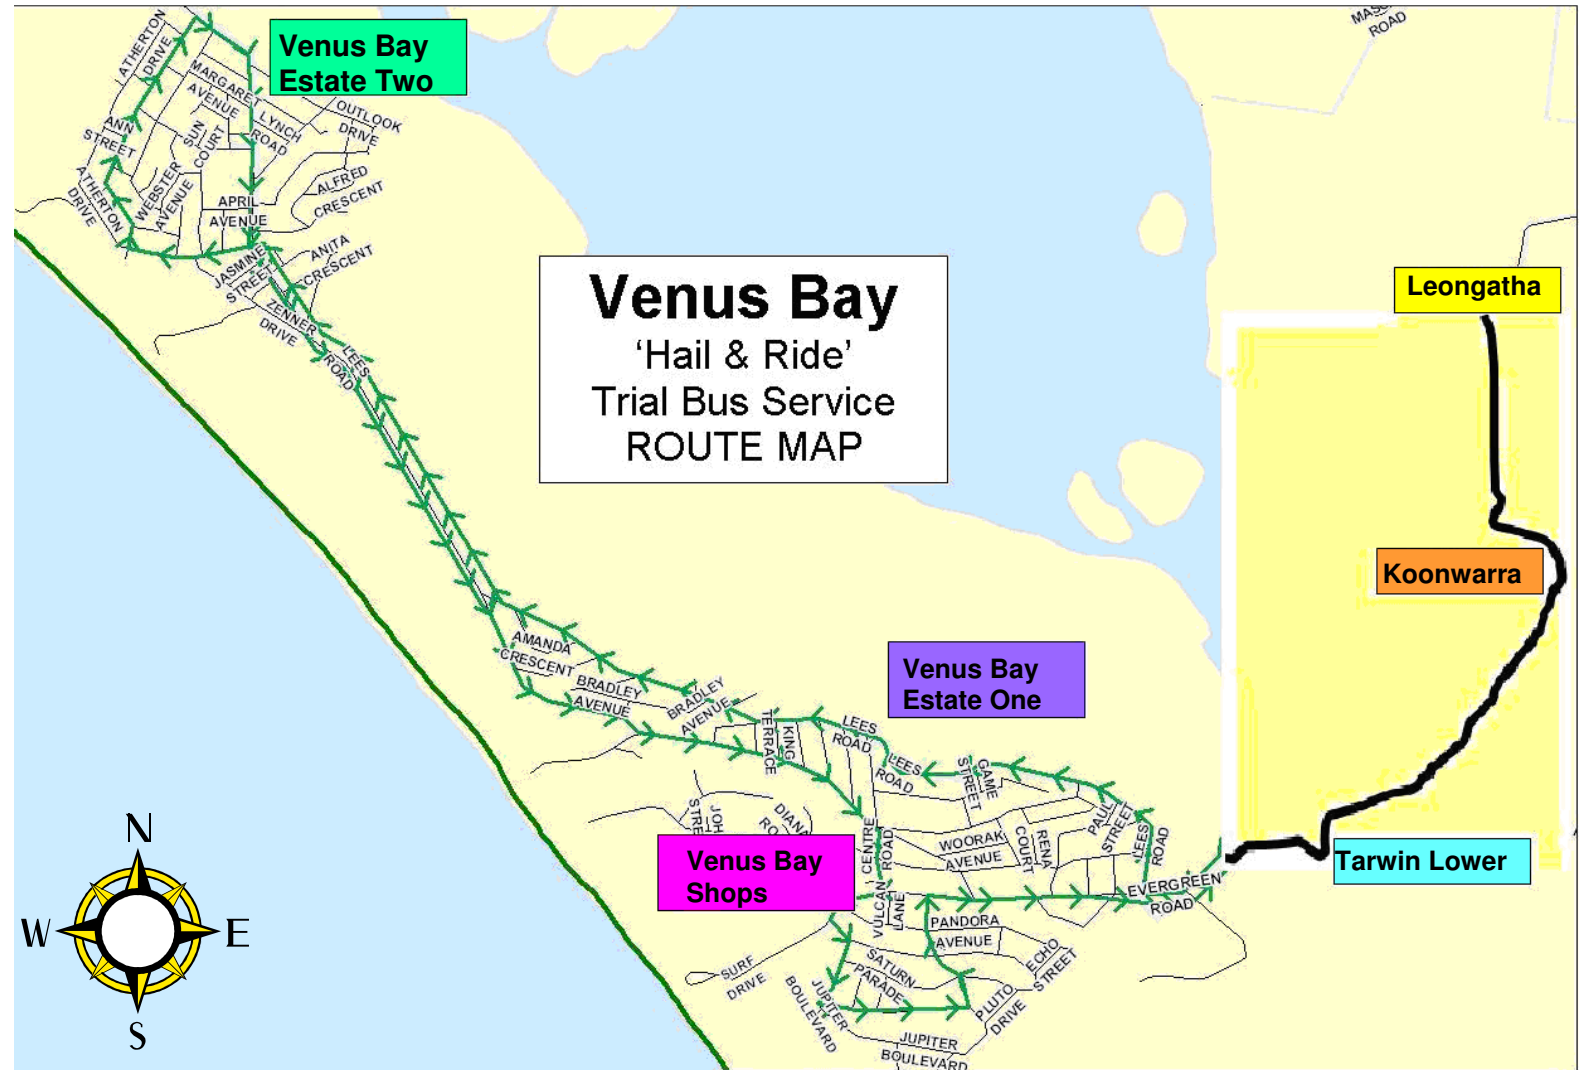 MASON
ROAD
Venus Bay
Estate Two
ATHERTON
DRIVE
MARGARET
AVENUE
LYNCH
ROAD
OUTLOOK
DRIVE
ANN
STREET
SUN
COURT
WEBSTER
AVENUE
ALFRED
CRESCENT
ATHERTON
DRIVE
APRIL
AVENUE
JASMINE
STREET
ANITA
CRESCENT
ZENNER
DRIVE
LEES
ROAD
Venus Bay
‘Hail & Ride’
Trial Bus Service
ROUTE MAP
Leongatha
Koonwarra
Tarwin Lower
AMANDA
CRESCENT
BRADLEY
AVENUE
BRADLEY
AVENUE
Venus Bay
Estate One
KING
TERRACE
LEES
ROAD
LEES
ROAD
GAME
STREET
PAUL
STREET
LEES
ROAD
DIANA
CENTRE
ROAD
WOORAK
AVENUE
RENA
COURT
Venus Bay
Shops
EVERGREEN
ROAD
VULCAN
LANE
PANDORA
AVENUE
ECHO
STREET
SURF
DRIVE
SATURN
PARADE
PLUTO
DRIVE
JUPITER
BOULEVARD
JUPITER
BOULEVARD
N
W
E
S